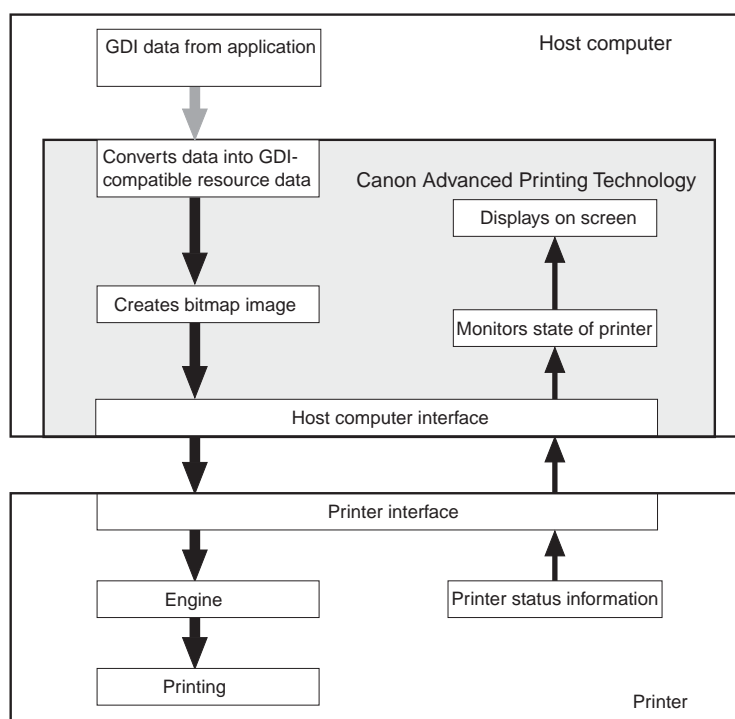 GDI data from application
Host computer
Converts data into GDI-
compatible resource data
Canon Advanced Printing Technology
Displays on screen
Creates bitmap image
Monitors state of printer
Host computer interface
Printer interface
Engine
Printer status information
Printing
Printer